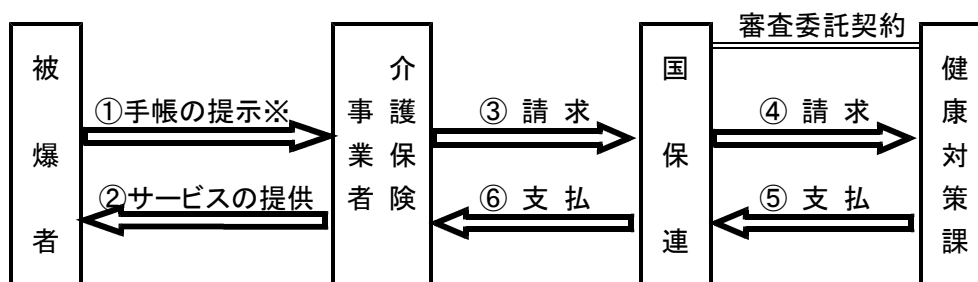 審査委託契約
被爆者
介護保険
事業者
国保連
健康対策課
①手帳の提示※
③ 請 求
④ 請 求
②サービスの提供
⑥ 支 払
⑤ 支 払